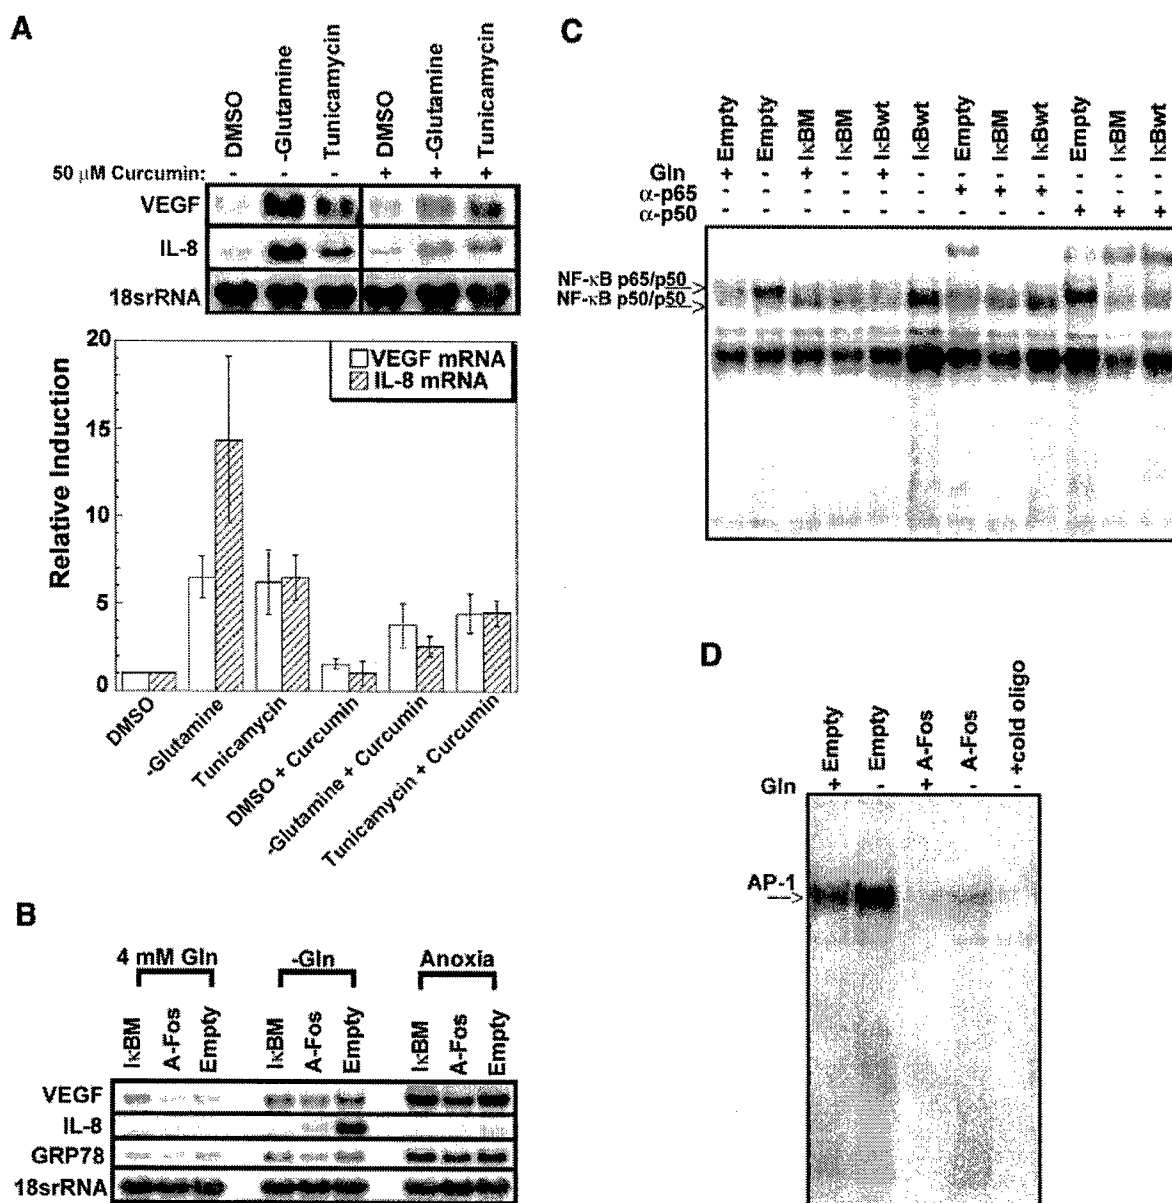 A
DMSO
-Glutamine
Tunicamycin
DMSO
-Glutamine
Tunicamycin
50 µM Curcumin: - - - + + +
VEGF
IL-8
18srRNA
20
15
10
5
0
Relative Induction
VEGF mRNA
IL-8 mRNA
DMSO
-Glutamine
Tunicamycin
DMSO + Curcumin
-Glutamine + Curcumin
Tunicamycin + Curcumin
B
4 mM Gln -Gln Anoxia
IκBM
A-Fos
Empty
IκBM
A-Fos
Empty
IκBM
A-Fos
Empty
VEGF
IL-8
GRP78
18srRNA
C
Empty
Empty
IκBM
IκBM
IκBwt
IκBwt
Empty
IκBM
IκBwt
Empty
IκBM
IκBwt
Gln + - + - + - - - - - - -
α-p65 - - - - - - + + + - - -
α-p50 - - - - - - - - - + + +
NF-κB p65/p50
NF-κB p50/p50
D
Empty
Empty
A-Fos
A-Fos
+cold oligo
Gln + - + - -
AP-1